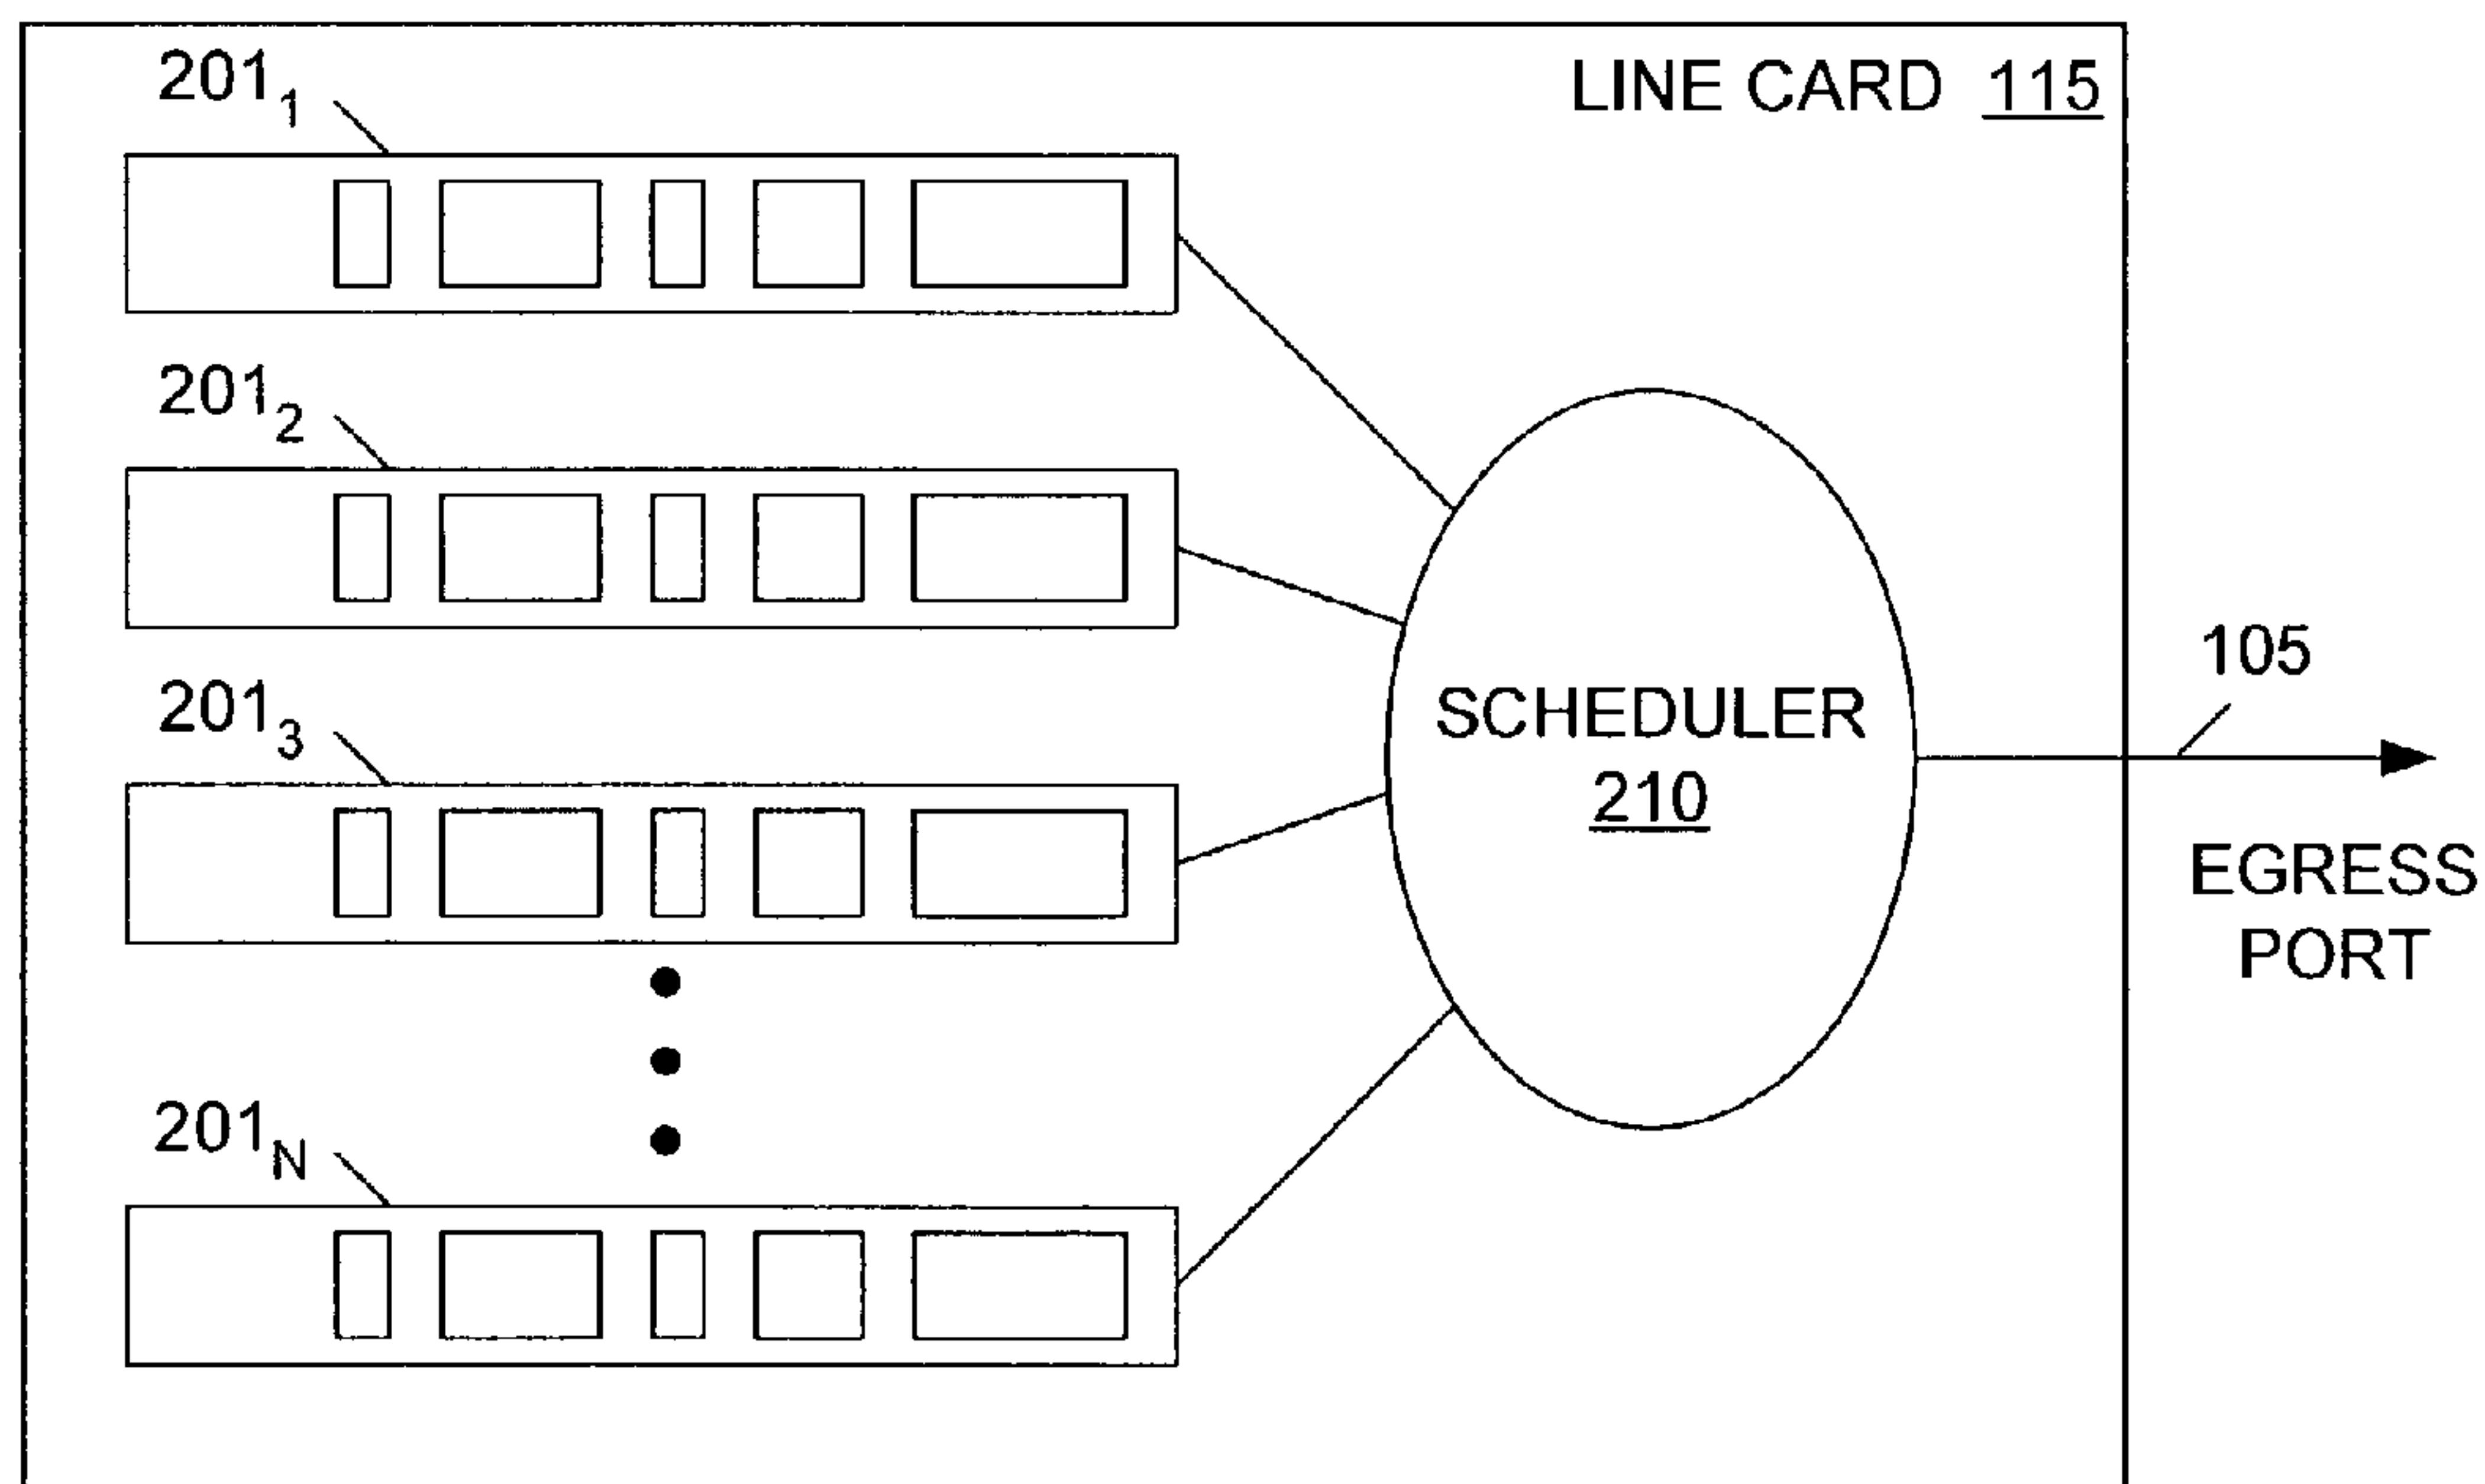 LINE CARD 115
201₁
201₂
201₃
201N
SCHEDULER
210
105
EGRESS
PORT